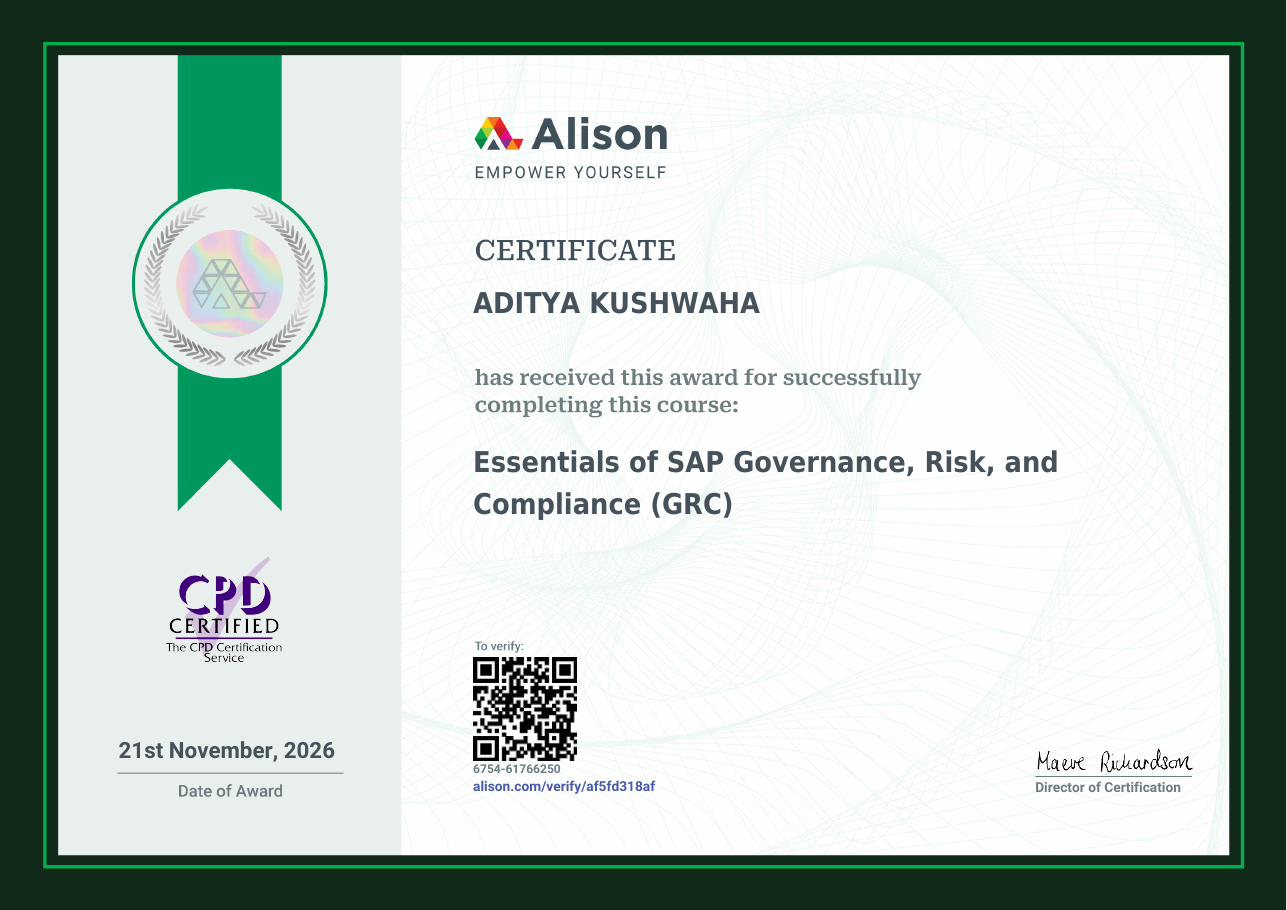 Alison
EMPOWER YOURSELF
CERTIFICATE
ADITYA KUSHWAHA
has received this award for successfully
completing this course:
Essentials of SAP Governance, Risk, and
Compliance (GRC)
CPD
CERTIFIED
The CPD Certification
Service
21st November, 2026
Date of Award
To verify:
6754-61766250
alison.com/verify/af5fd318af
Maeve Richardson
Director of Certification